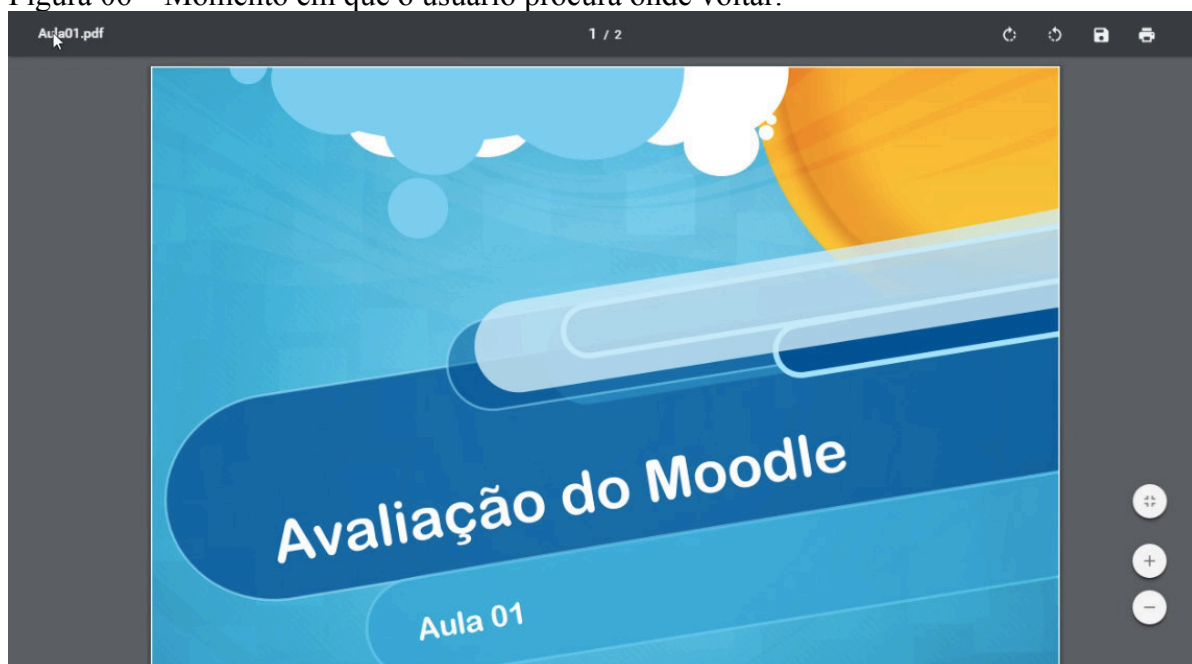 Figura 06 – Momento em que o usuário procura onde voltar.
Aula01.pdf
1 / 2
Avaliação do Moodle
Aula 01